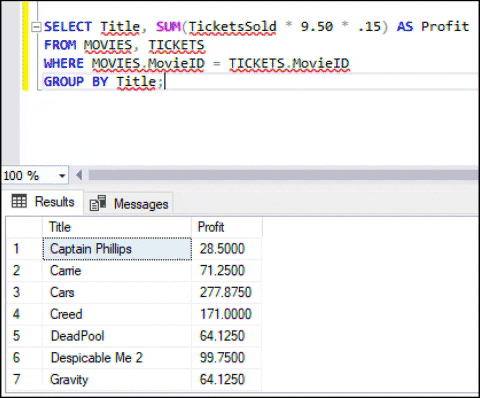 SELECT Title, SUM(TicketsSold * 9.50 * .15) AS Profit
FROM MOVIES, TICKETS
WHERE MOVIES.MovieID = TICKETS.MovieID
GROUP BY Title;
100 %
Results Messages
Title Profit
1 Captain Phillips 28.5000
2 Carrie 71.2500
3 Cars 277.8750
4 Creed 171.0000
5 DeadPool 64.1250
6 Despicable Me 2 99.7500
7 Gravity 64.1250